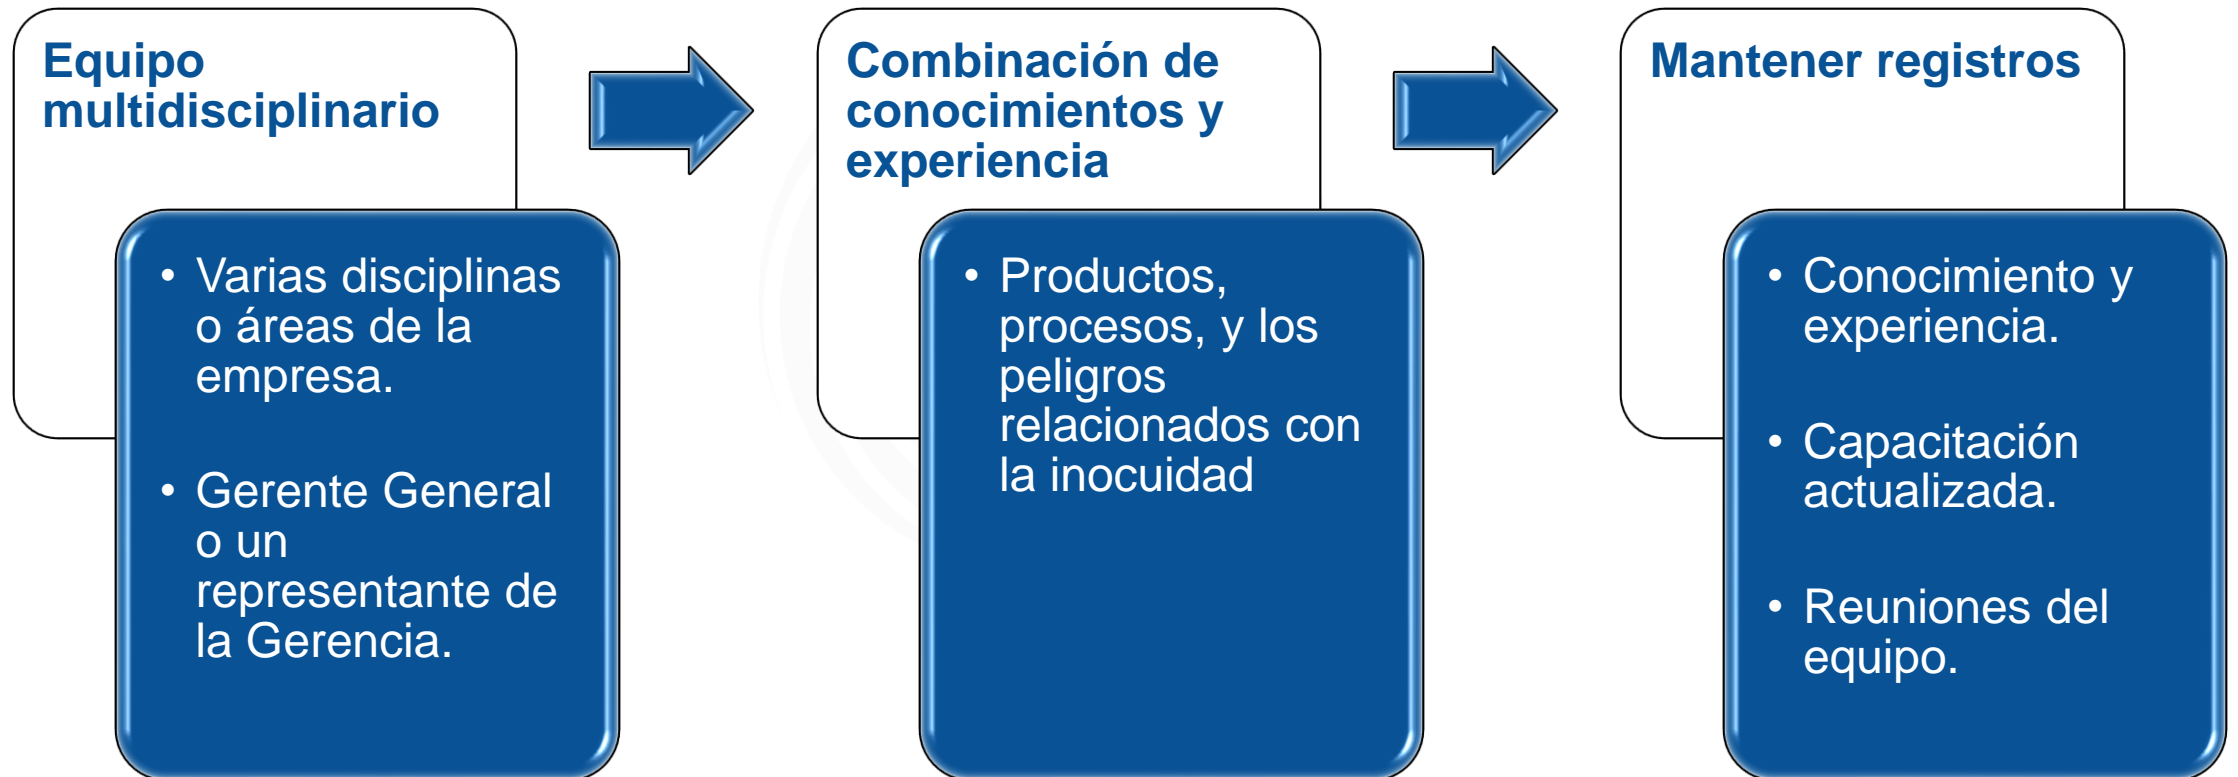 Equipo
multidisciplinario
• Varias disciplinas
o áreas de la
empresa.
• Gerente General
o un
representante de
la Gerencia.
Combinación de
conocimientos y
experiencia
• Productos,
procesos, y los
peligros
relacionados con
la inocuidad
Mantener registros
• Conocimiento y
experiencia.
• Capacitación
actualizada.
• Reuniones del
equipo.